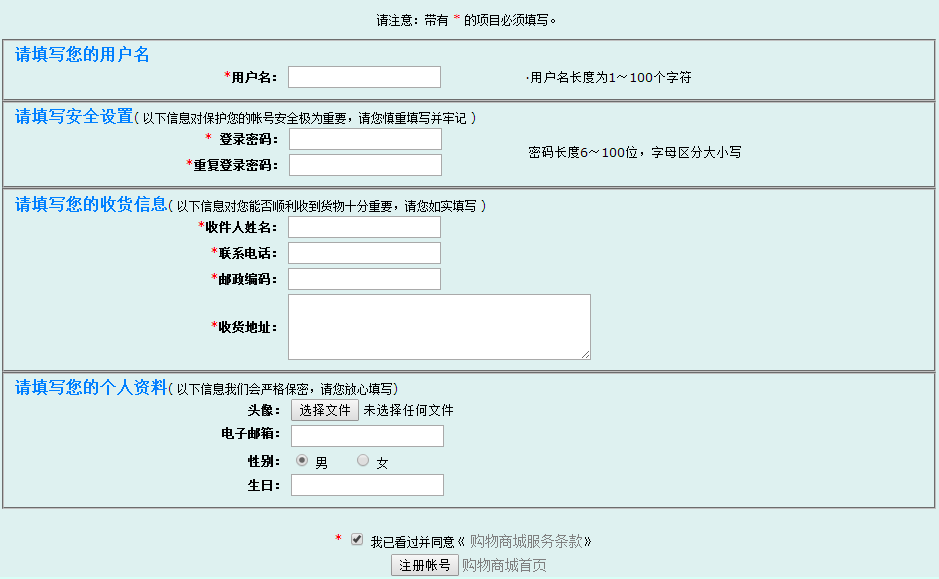 请注意：带有 * 的项目必须填写。
请填写您的用户名
*用户名： ·用户名长度为1～100个字符
请填写安全设置( 以下信息对保护您的帐号安全极为重要，请您慎重填写并牢记 )
* 登录密码：
密码长度6～100位，字母区分大小写
*重复登录密码：
请填写您的收货信息( 以下信息对您能否顺利收到货物十分重要，请您如实填写 )
*收件人姓名：
*联系电话：
*邮政编码：
*收货地址：
请填写您的个人资料( 以下信息我们会严格保密，请您放心填写)
头像： 选择文件 未选择任何文件
电子邮箱：
性别： 男 女
生日：
* 我已看过并同意《 购物商城服务条款》
注册帐号 购物商城首页